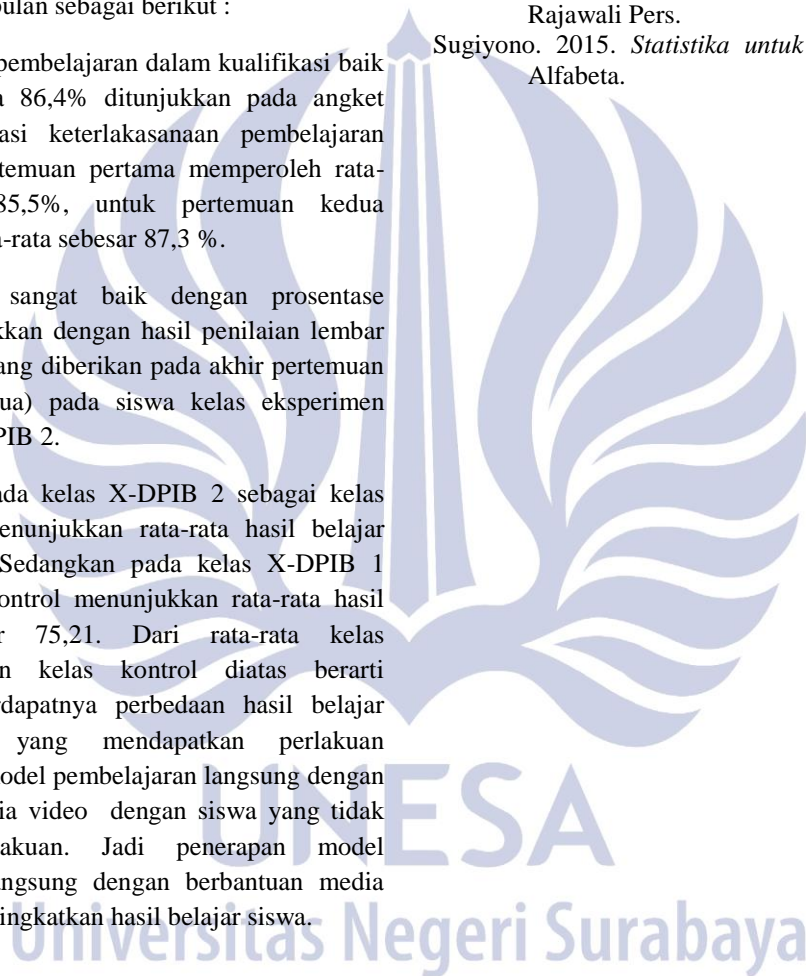 pulan sebagai berikut :
pembelajaran dalam kualifikasi baik
a 86,4% ditunjukkan pada angket
asi keterlakasanaan pembelajaran
temuan pertama memperoleh rata-
85,5%, untuk pertemuan kedua
a-rata sebesar 87,3 %.
sangat baik dengan prosentase
kkan dengan hasil penilaian lembar
ang diberikan pada akhir pertemuan
ua) pada siswa kelas eksperimen
PIB 2.
ada kelas X-DPIB 2 sebagai kelas
enunjukkan rata-rata hasil belajar
Sedangkan pada kelas X-DPIB 1
ontrol menunjukkan rata-rata hasil
r 75,21. Dari rata-rata kelas
n kelas kontrol diatas berarti
rdapatnya perbedaan hasil belajar
yang mendapatkan perlakuan
odel pembelajaran langsung dengan
ia video dengan siswa yang tidak
akuan. Jadi penerapan model
angsung dengan berbantuan media
ingkatkan hasil belajar siswa.
Rajawali Pers.
Sugiyono. 2015. Statistika untuk
Alfabeta.
UNESA
Universitas Negeri Surabaya